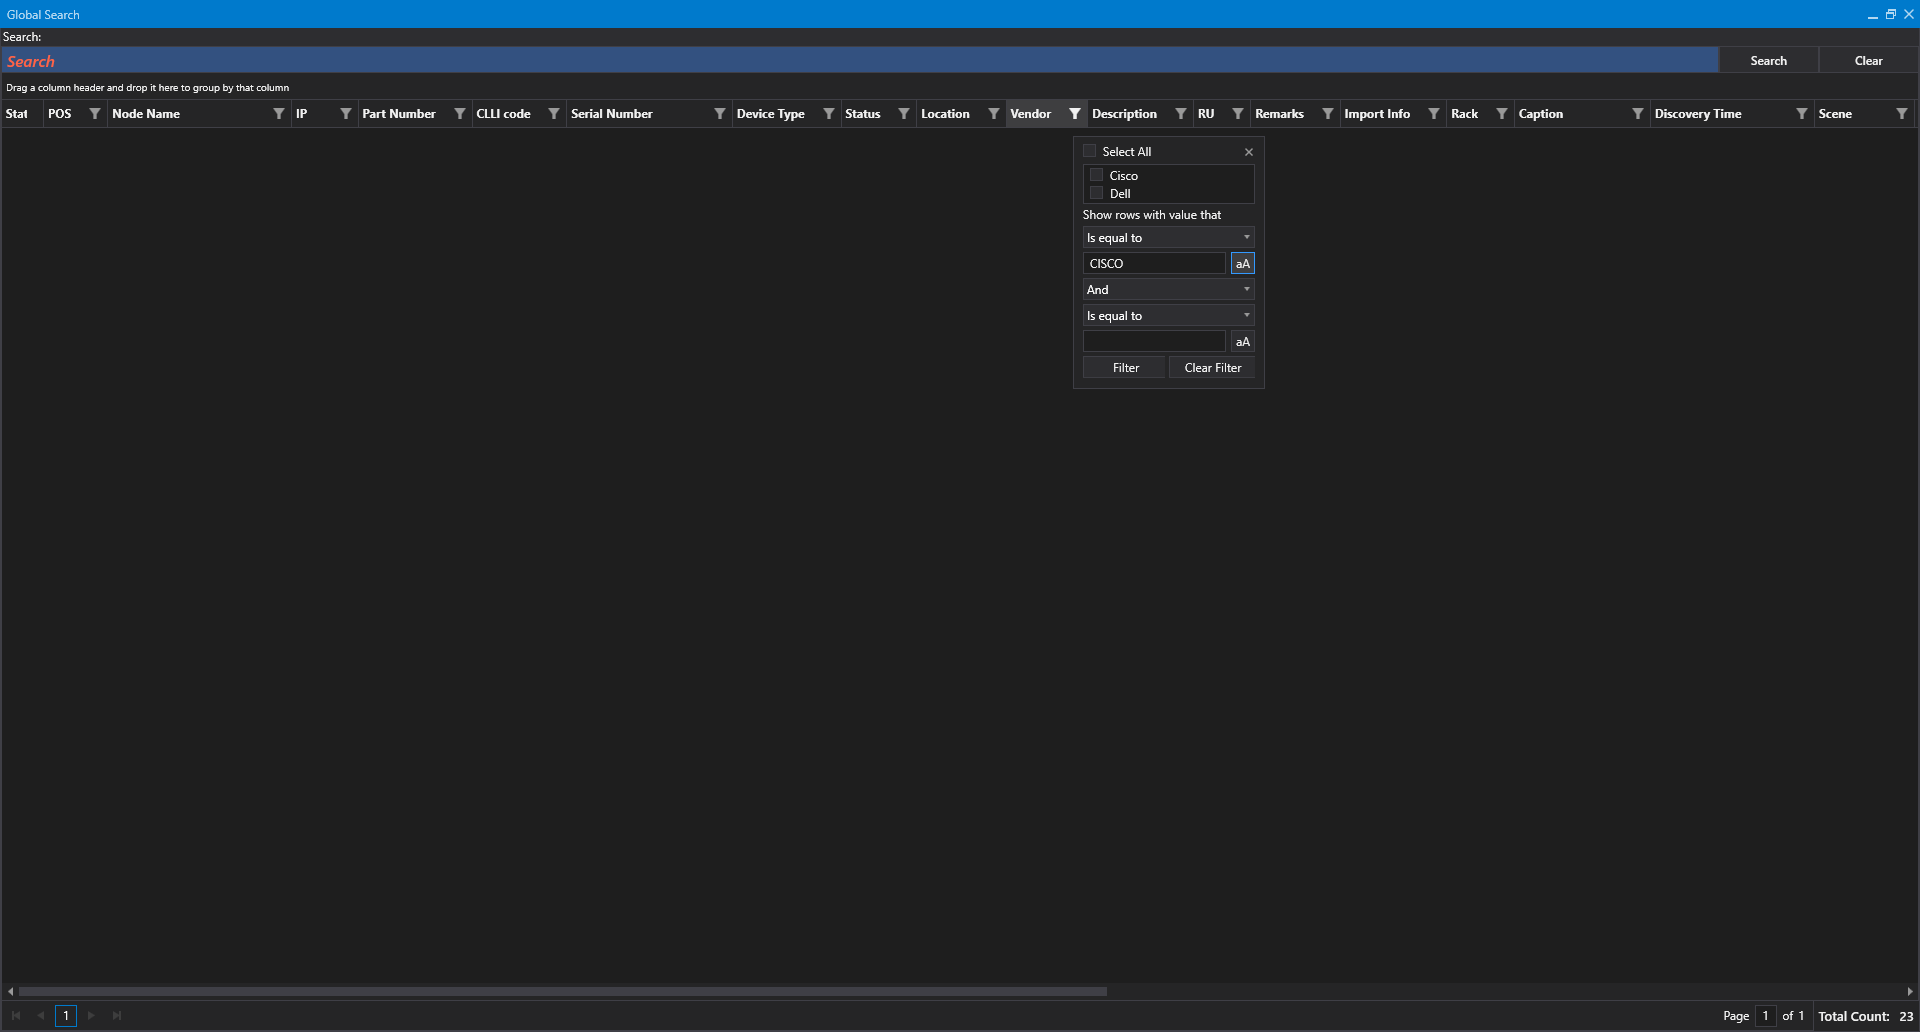 Global Search
Search:
Search Search Clear
Drag a column header and drop it here to group by that column
Stat POS Node Name IP Part Number CLLI code Serial Number Device Type Status Location Vendor Description RU Remarks Import Info Rack Caption Discovery Time Scene
Select All
Cisco
Dell
Show rows with value that
Is equal to
CISCO aA
And
Is equal to
aA
Filter Clear Filter
1 Page 1 of 1 Total Count: 23